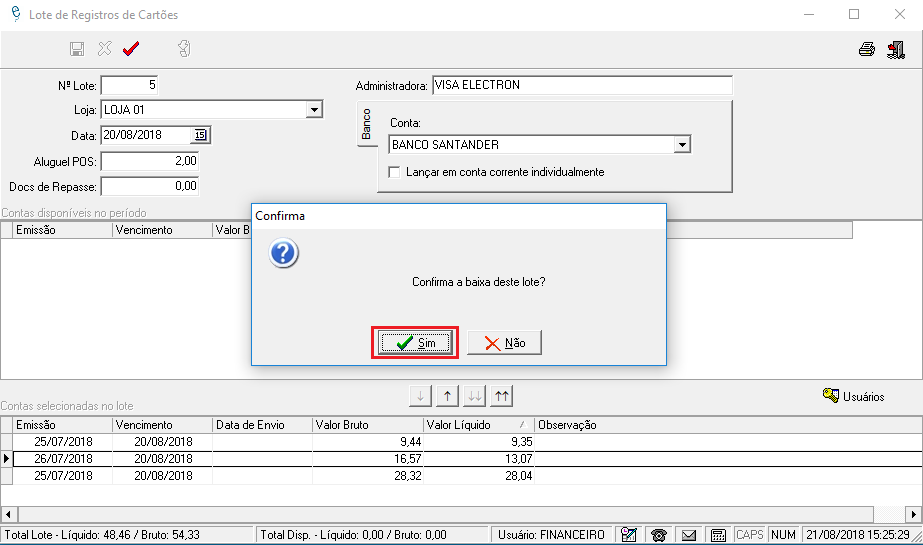 Lote de Registros de Cartões
Nº Lote: 5
Administradora: VISA ELECTRON
Loja: LOJA 01
Banco
Conta:
Data: 20/08/2018 15
BANCO SANTANDER
Aluguel POS: 2,00
Lançar em conta corrente individualmente
Docs de Repasse: 0,00
Contas disponíveis no período
Emissão Vencimento Valor B
Confirma
Confirma a baixa deste lote?
Sim Não
Usuários
Contas selecionadas no lote
Emissão Vencimento Data de Envio Valor Bruto Valor Líquido Observação
25/07/2018 20/08/2018 9,44 9,35
26/07/2018 20/08/2018 16,57 13,07
25/07/2018 20/08/2018 28,32 28,04
Total Lote - Líquido: 48,46 / Bruto: 54,33 Total Disp. - Líquido: 0,00 / Bruto: 0,00 Usuário: FINANCEIRO CAPS NUM 21/08/2018 15:25:29